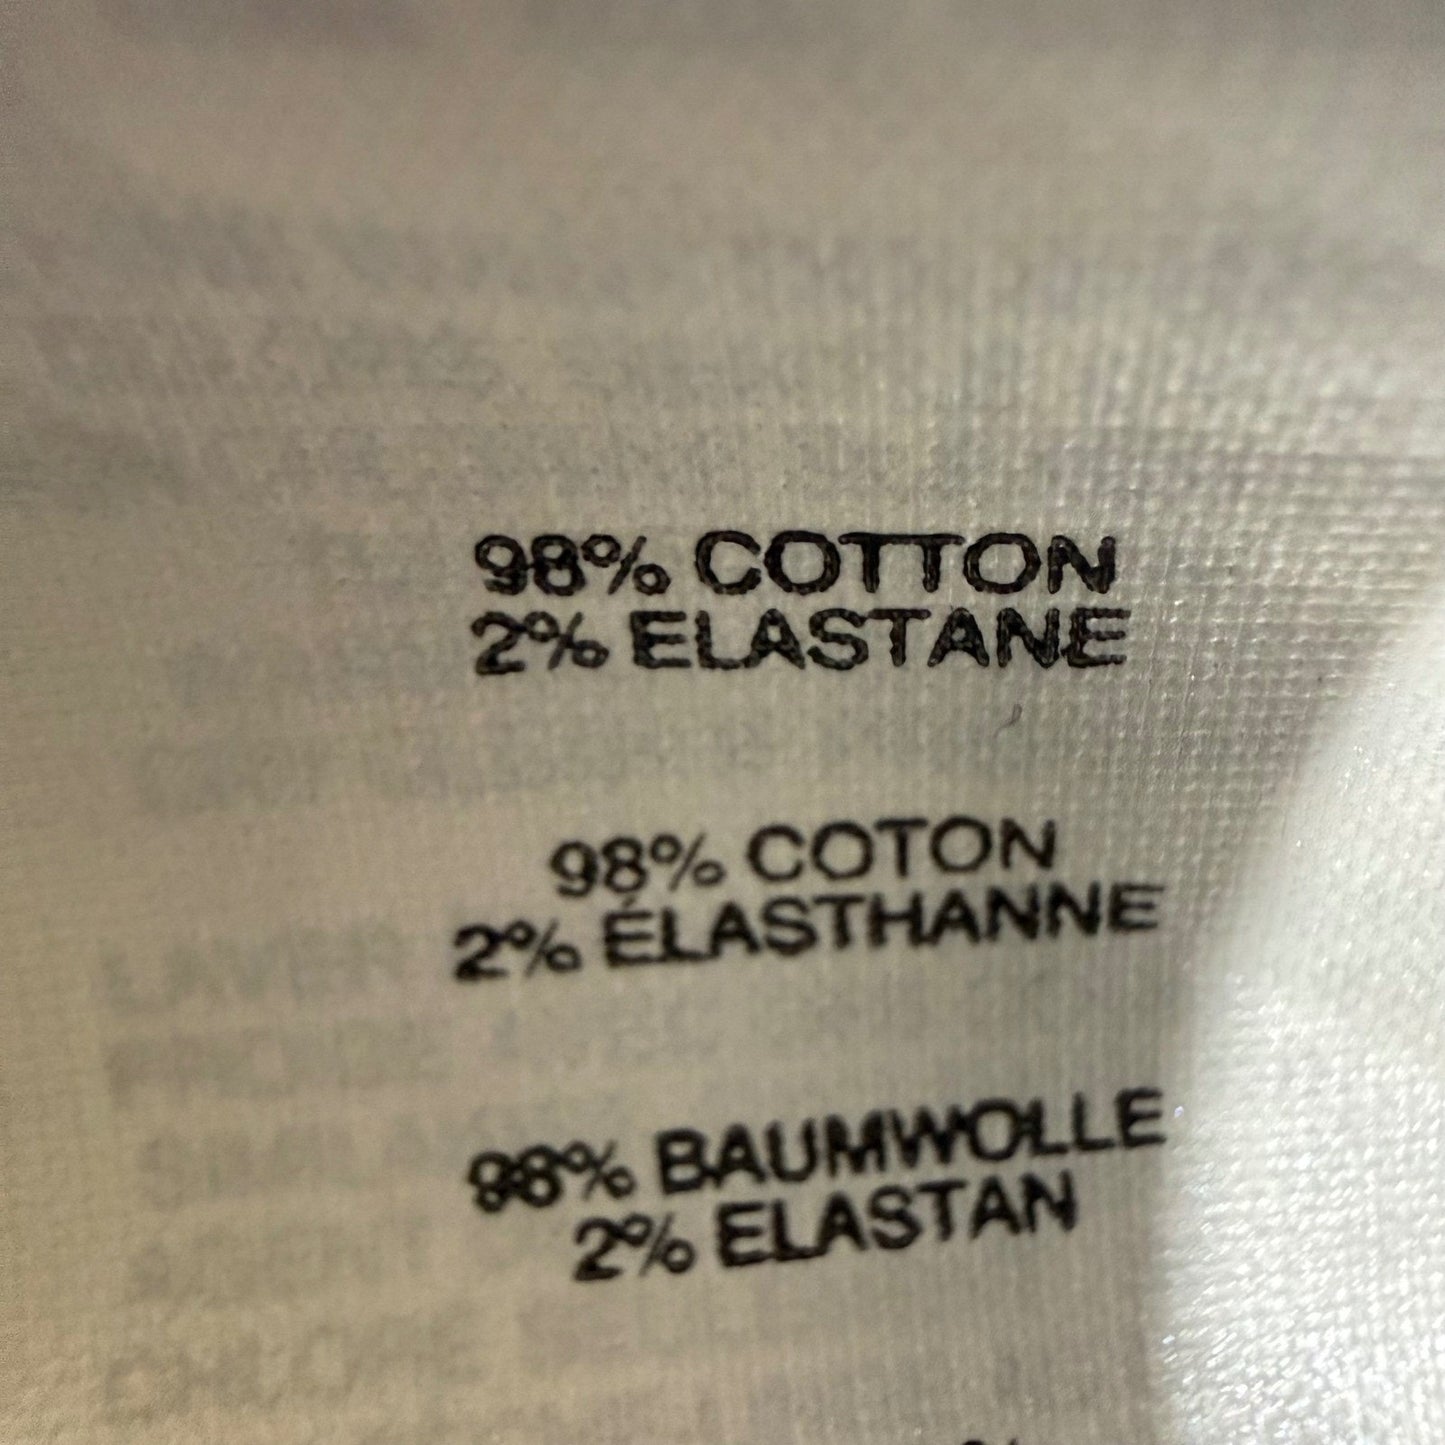 98% COTTON
2% ELASTANE
98% COTON
2% ÉLASTHANNE
98% BAUMWOLLE
2% ELASTAN